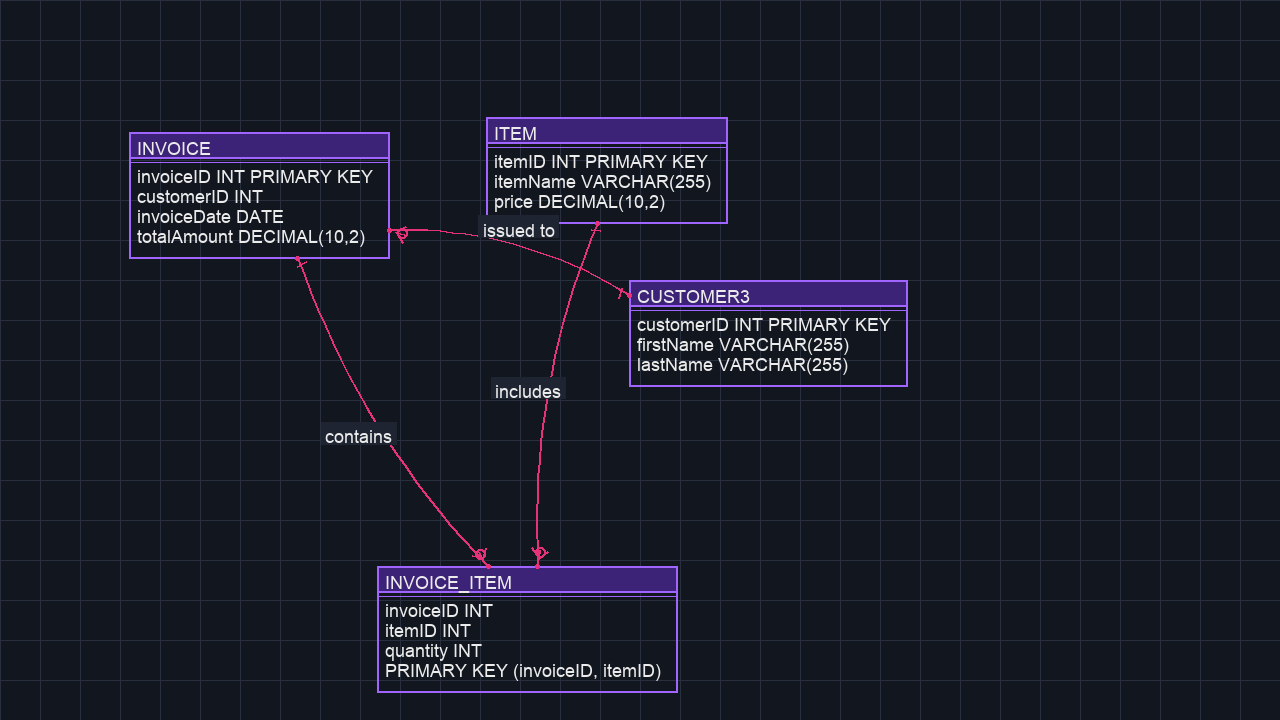 INVOICE
invoiceID INT PRIMARY KEY
customerID INT
invoiceDate DATE
totalAmount DECIMAL(10,2)
ITEM
itemID INT PRIMARY KEY
itemName VARCHAR(255)
price DECIMAL(10,2)
issued to
CUSTOMER3
customerID INT PRIMARY KEY
firstName VARCHAR(255)
lastName VARCHAR(255)
includes
contains
INVOICE_ITEM
invoiceID INT
itemID INT
quantity INT
PRIMARY KEY (invoiceID, itemID)